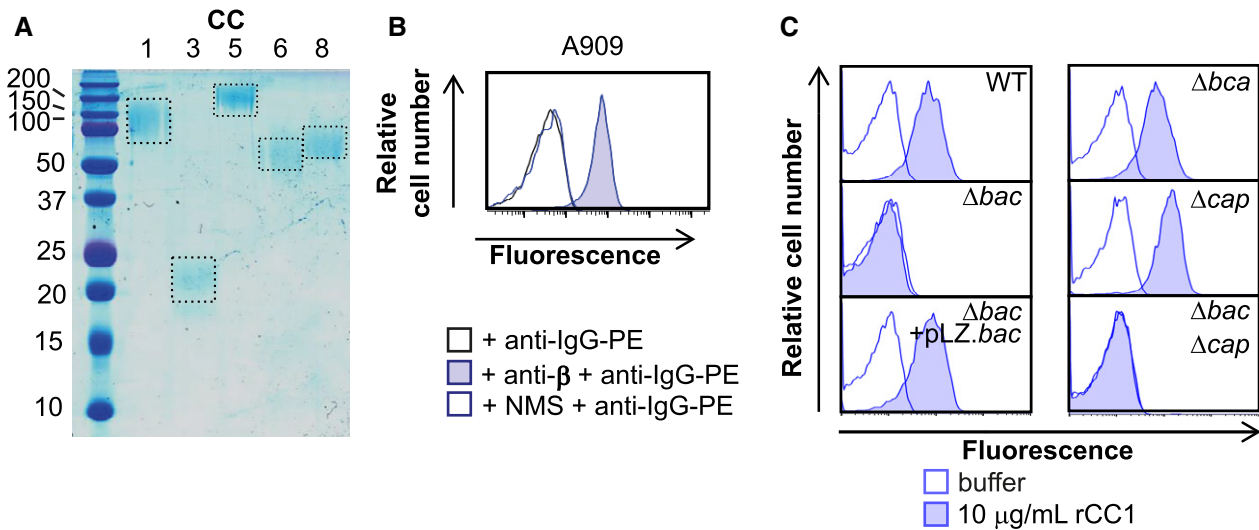 A
CC
1 3 5 6 8
200
150
100
50
37
25
20
15
10
B
A909
Relative
cell number
Fluorescence
+ anti-IgG-PE
+ anti-β + anti-IgG-PE
+ NMS + anti-IgG-PE
C
Relative cell number
WT
Δbac
Δbac
+pLZ.bac
Δbca
Δcap
Δbac
Δcap
Fluorescence
buffer
10 μg/mL rCC1